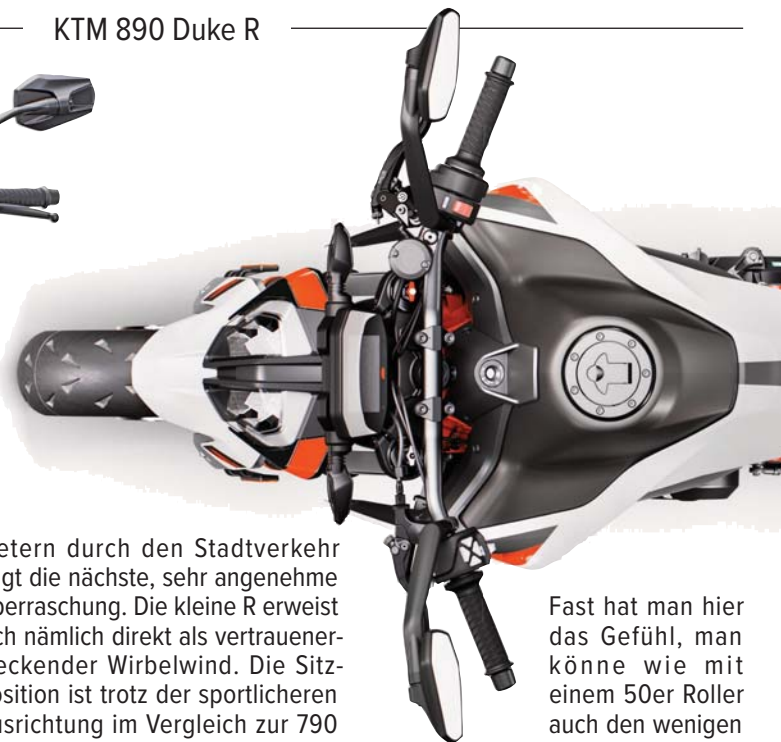 KTM 890 Duke R
etern durch den Stadtverkehr
gt die nächste, sehr angenehme
berraschung. Die kleine R erweist
ch nämlich direkt als vertrauener-
eckender Wirbelwind. Die Sitz-
osition ist trotz der sportlicheren
usrichtung im Vergleich zur 790
Fast hat man hier
das Gefühl, man
könne wie mit
einem 50er Roller
auch den wenigen